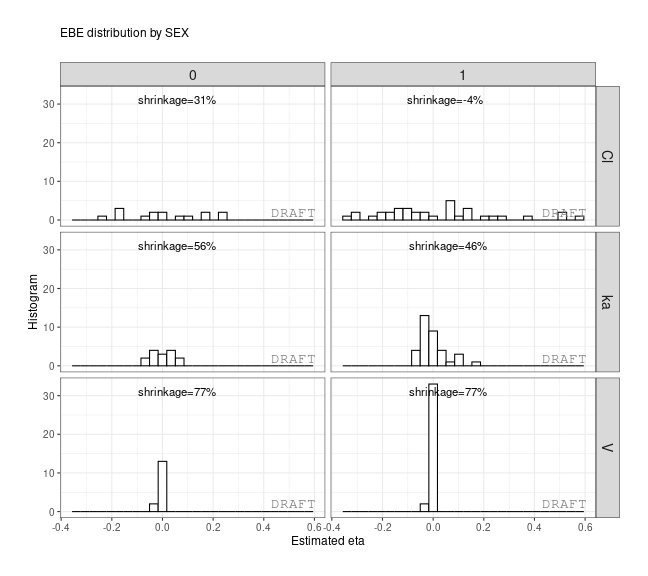 EBE distribution by SEX
0 1
shrinkage=31% shrinkage=-4%
30
20
10
0
DRAFT DRAFT
Cl
shrinkage=56% shrinkage=46%
30
20
10
0
DRAFT DRAFT
ka
shrinkage=77% shrinkage=77%
30
20
10
0
DRAFT DRAFT
V
Histogram
-0.4 -0.2 0.0 0.2 0.4 0.6 -0.4 -0.2 0.0 0.2 0.4 0.6
Estimated eta